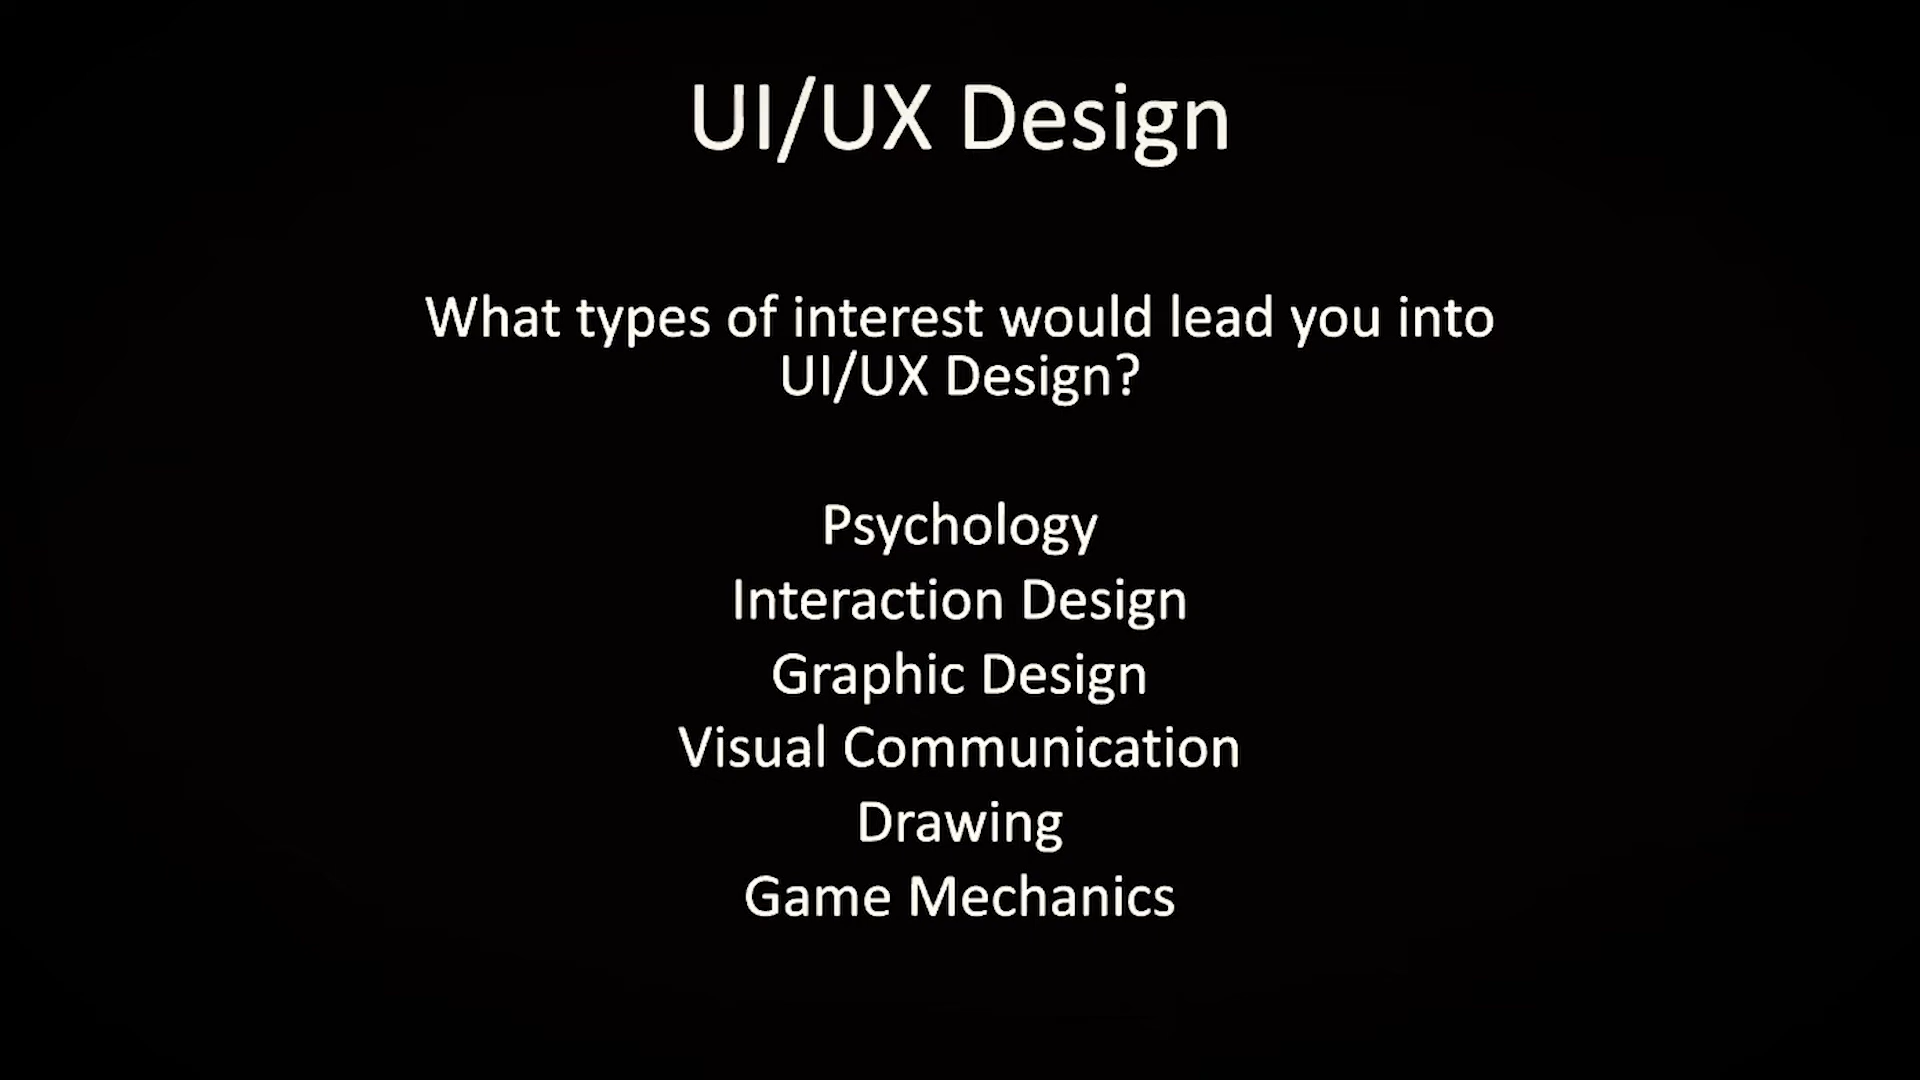 UI/UX Design
What types of interest would lead you into
UI/UX Design?
Psychology
Interaction Design
Graphic Design
Visual Communication
Drawing
Game Mechanics